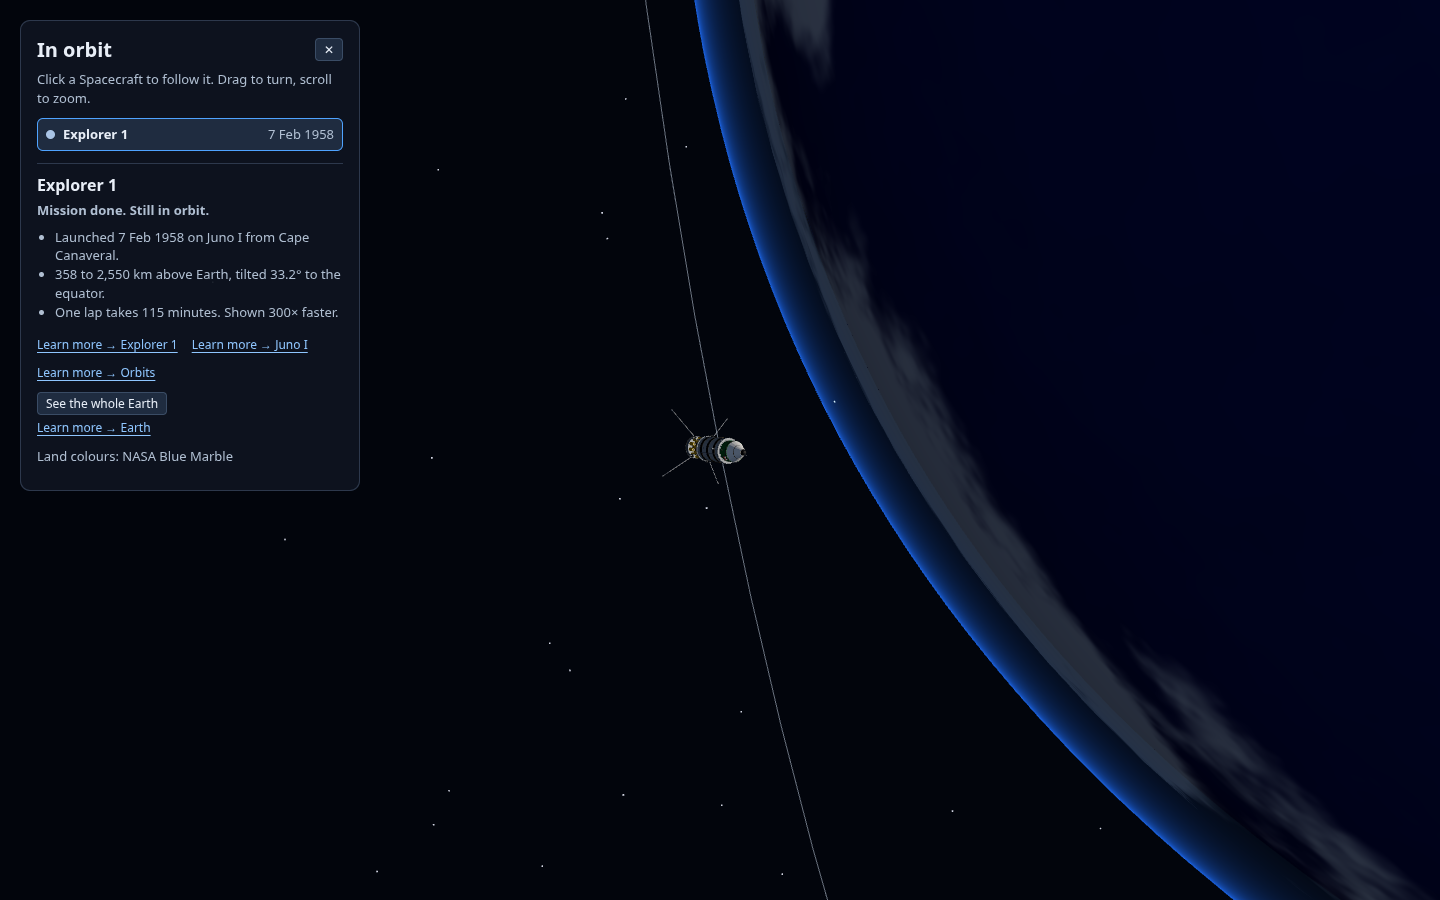 In orbit
✕
Click a Spacecraft to follow it. Drag to turn, scroll
to zoom.
Explorer 1 7 Feb 1958
Explorer 1
Mission done. Still in orbit.
• Launched 7 Feb 1958 on Juno I from Cape
Canaveral.
• 358 to 2,550 km above Earth, tilted 33.2° to the
equator.
• One lap takes 115 minutes. Shown 300× faster.
Learn more → Explorer 1 Learn more → Juno I
Learn more → Orbits
See the whole Earth
Learn more → Earth
Land colours: NASA Blue Marble